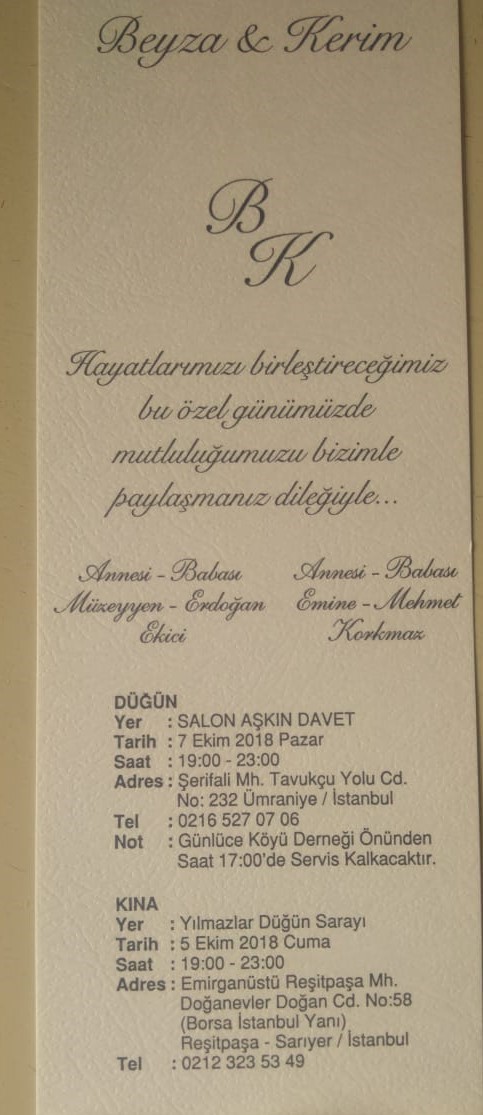 Beyza & Kerim
B
K
Hayatlarımızı birleştireceğimiz
bu özel günümüzde
mutluluğumuzu bizimle
paylaşmanız dileğiyle...
Annesi - Babası
Müzeyyen - Erdoğan
Ekici
Annesi - Babası
Emine - Mehmet
Korkmaz
DÜĞÜN
Yer : SALON AŞKIN DAVET
Tarih : 7 Ekim 2018 Pazar
Saat : 19:00 - 23:00
Adres : Şerifali Mh. Tavukçu Yolu Cd.
No: 232 Ümraniye / İstanbul
Tel : 0216 527 07 06
Not : Günlüce Köyü Derneği Önünden
Saat 17:00'de Servis Kalkacaktır.
KINA
Yer : Yılmazlar Düğün Sarayı
Tarih : 5 Ekim 2018 Cuma
Saat : 19:00 - 23:00
Adres : Emirganüstü Reşitpaşa Mh.
Doğanevler Doğan Cd. No:58
(Borsa İstanbul Yanı)
Reşitpaşa - Sarıyer / İstanbul
Tel : 0212 323 53 49